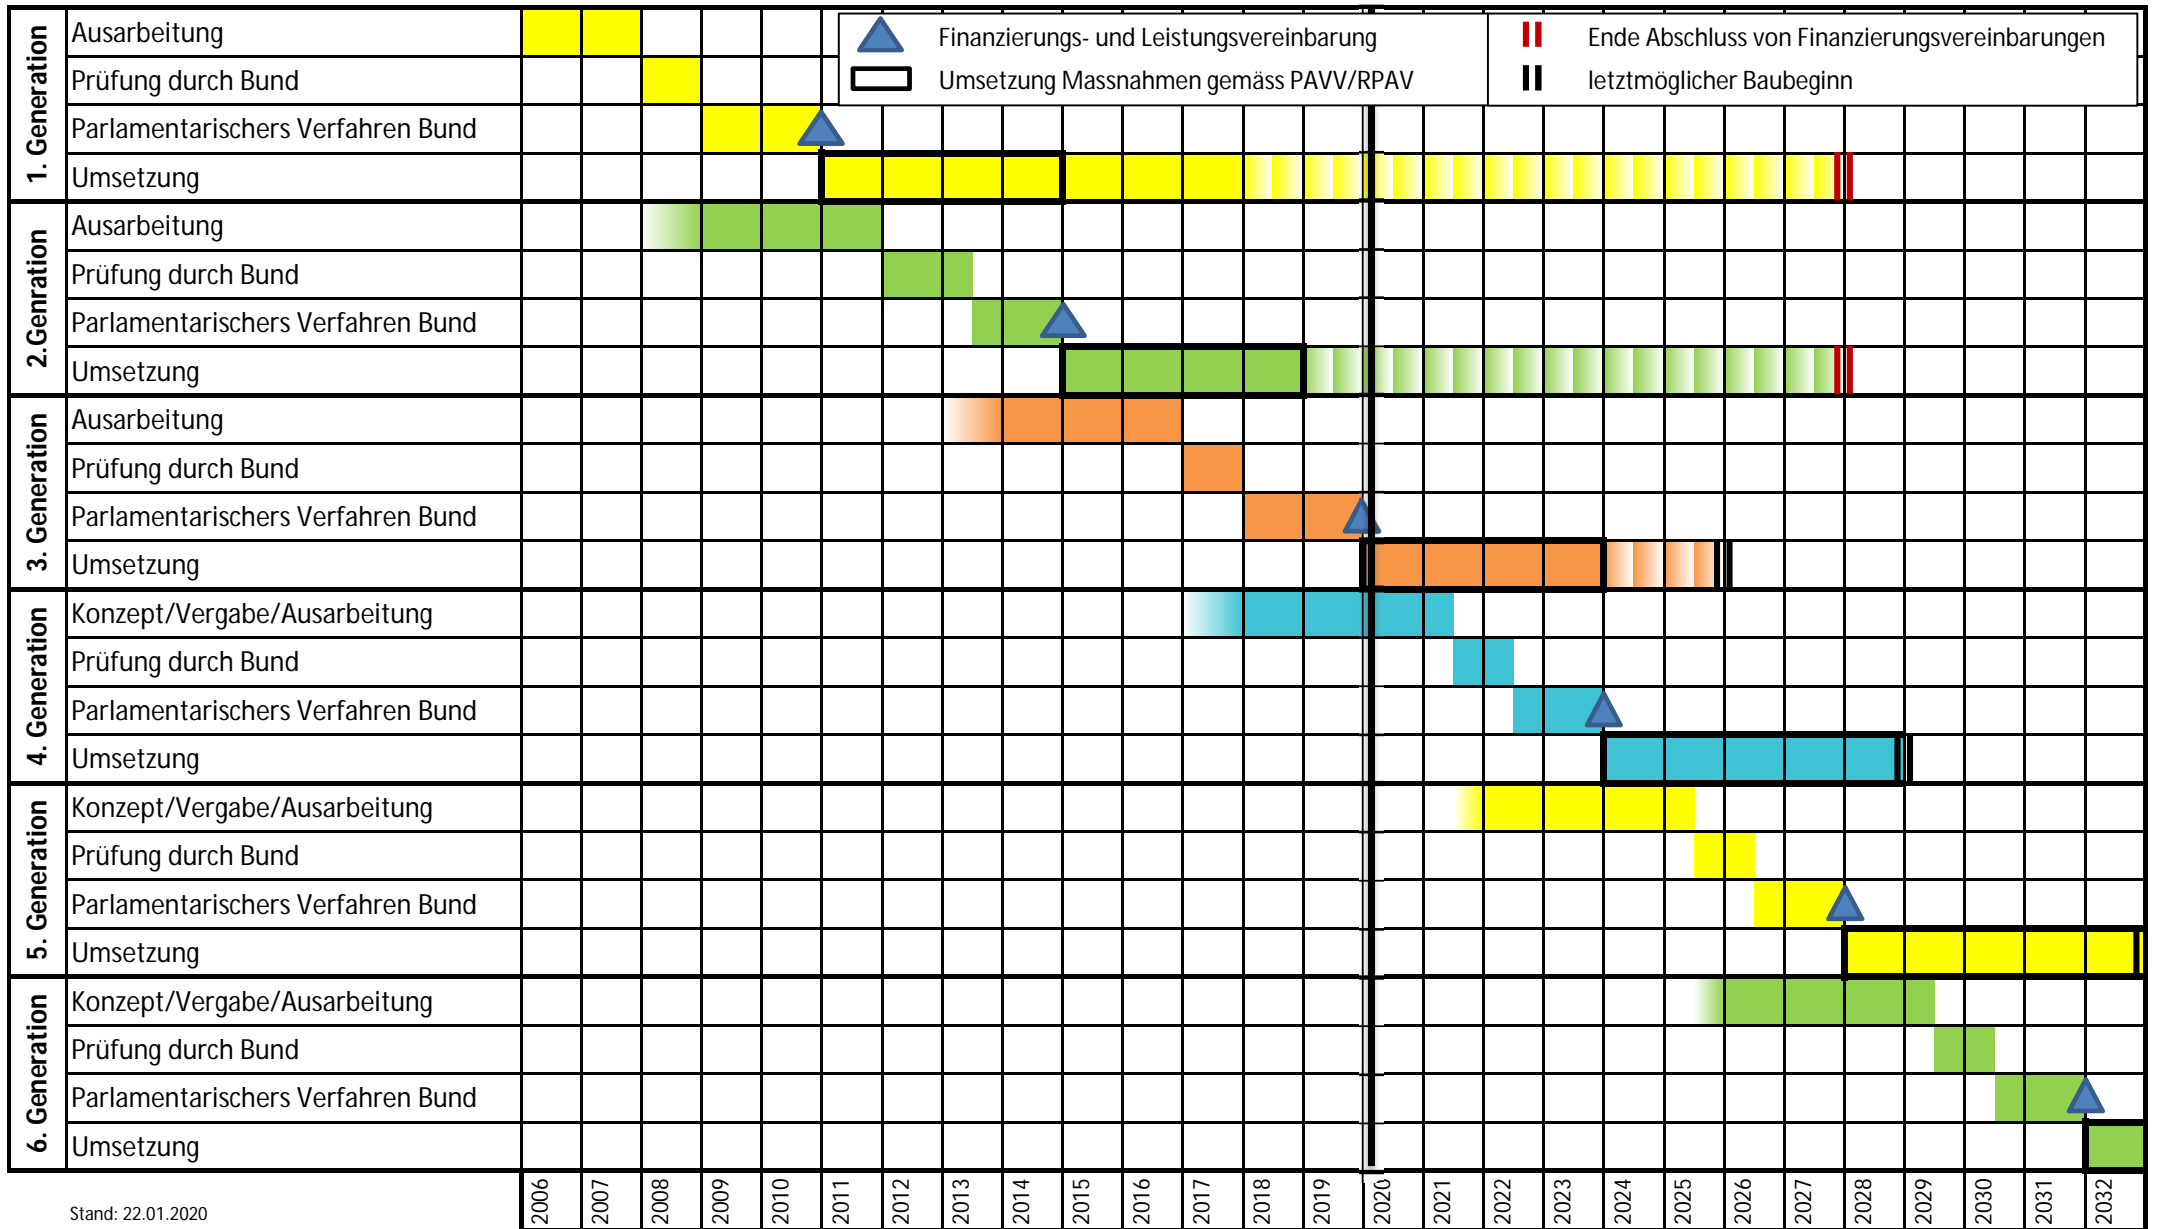 Finanzierungs- und Leistungsvereinbarung
Umsetzung Massnahmen gemäss PAVV/RPAV
Ende Abschluss von Finanzierungsvereinbarungen
letztmöglicher Baubeginn
1. Generation
Ausarbeitung
Prüfung durch Bund
Parlamentarischers Verfahren Bund
Umsetzung
2.Genration
Ausarbeitung
Prüfung durch Bund
Parlamentarischers Verfahren Bund
Umsetzung
3. Generation
Ausarbeitung
Prüfung durch Bund
Parlamentarischers Verfahren Bund
Umsetzung
4. Generation
Konzept/Vergabe/Ausarbeitung
Prüfung durch Bund
Parlamentarischers Verfahren Bund
Umsetzung
5. Generation
Konzept/Vergabe/Ausarbeitung
Prüfung durch Bund
Parlamentarischers Verfahren Bund
Umsetzung
6. Generation
Konzept/Vergabe/Ausarbeitung
Prüfung durch Bund
Parlamentarischers Verfahren Bund
Umsetzung
2006 2007 2008 2009 2010 2011 2012 2013 2014 2015 2016 2017 2018 2019 2020 2021 2022 2023 2024 2025 2026 2027 2028 2029 2030 2031 2032
Stand: 22.01.2020